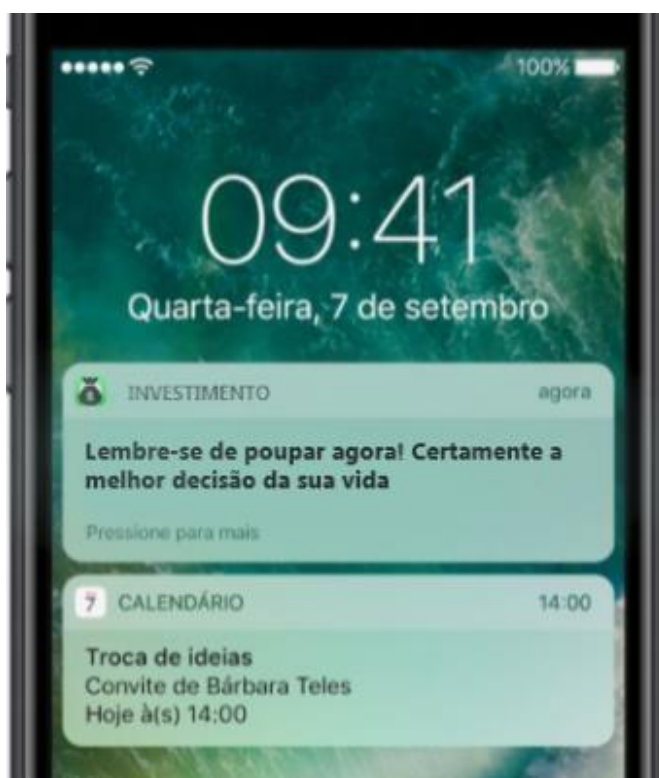 100%
09:41
Quarta-feira, 7 de setembro
INVESTIMENTO agora
Lembre-se de poupar agora! Certamente a
melhor decisão da sua vida
Pressione para mais
7 CALENDÁRIO 14:00
Troca de ideias
Convite de Bárbara Teles
Hoje à(s) 14:00